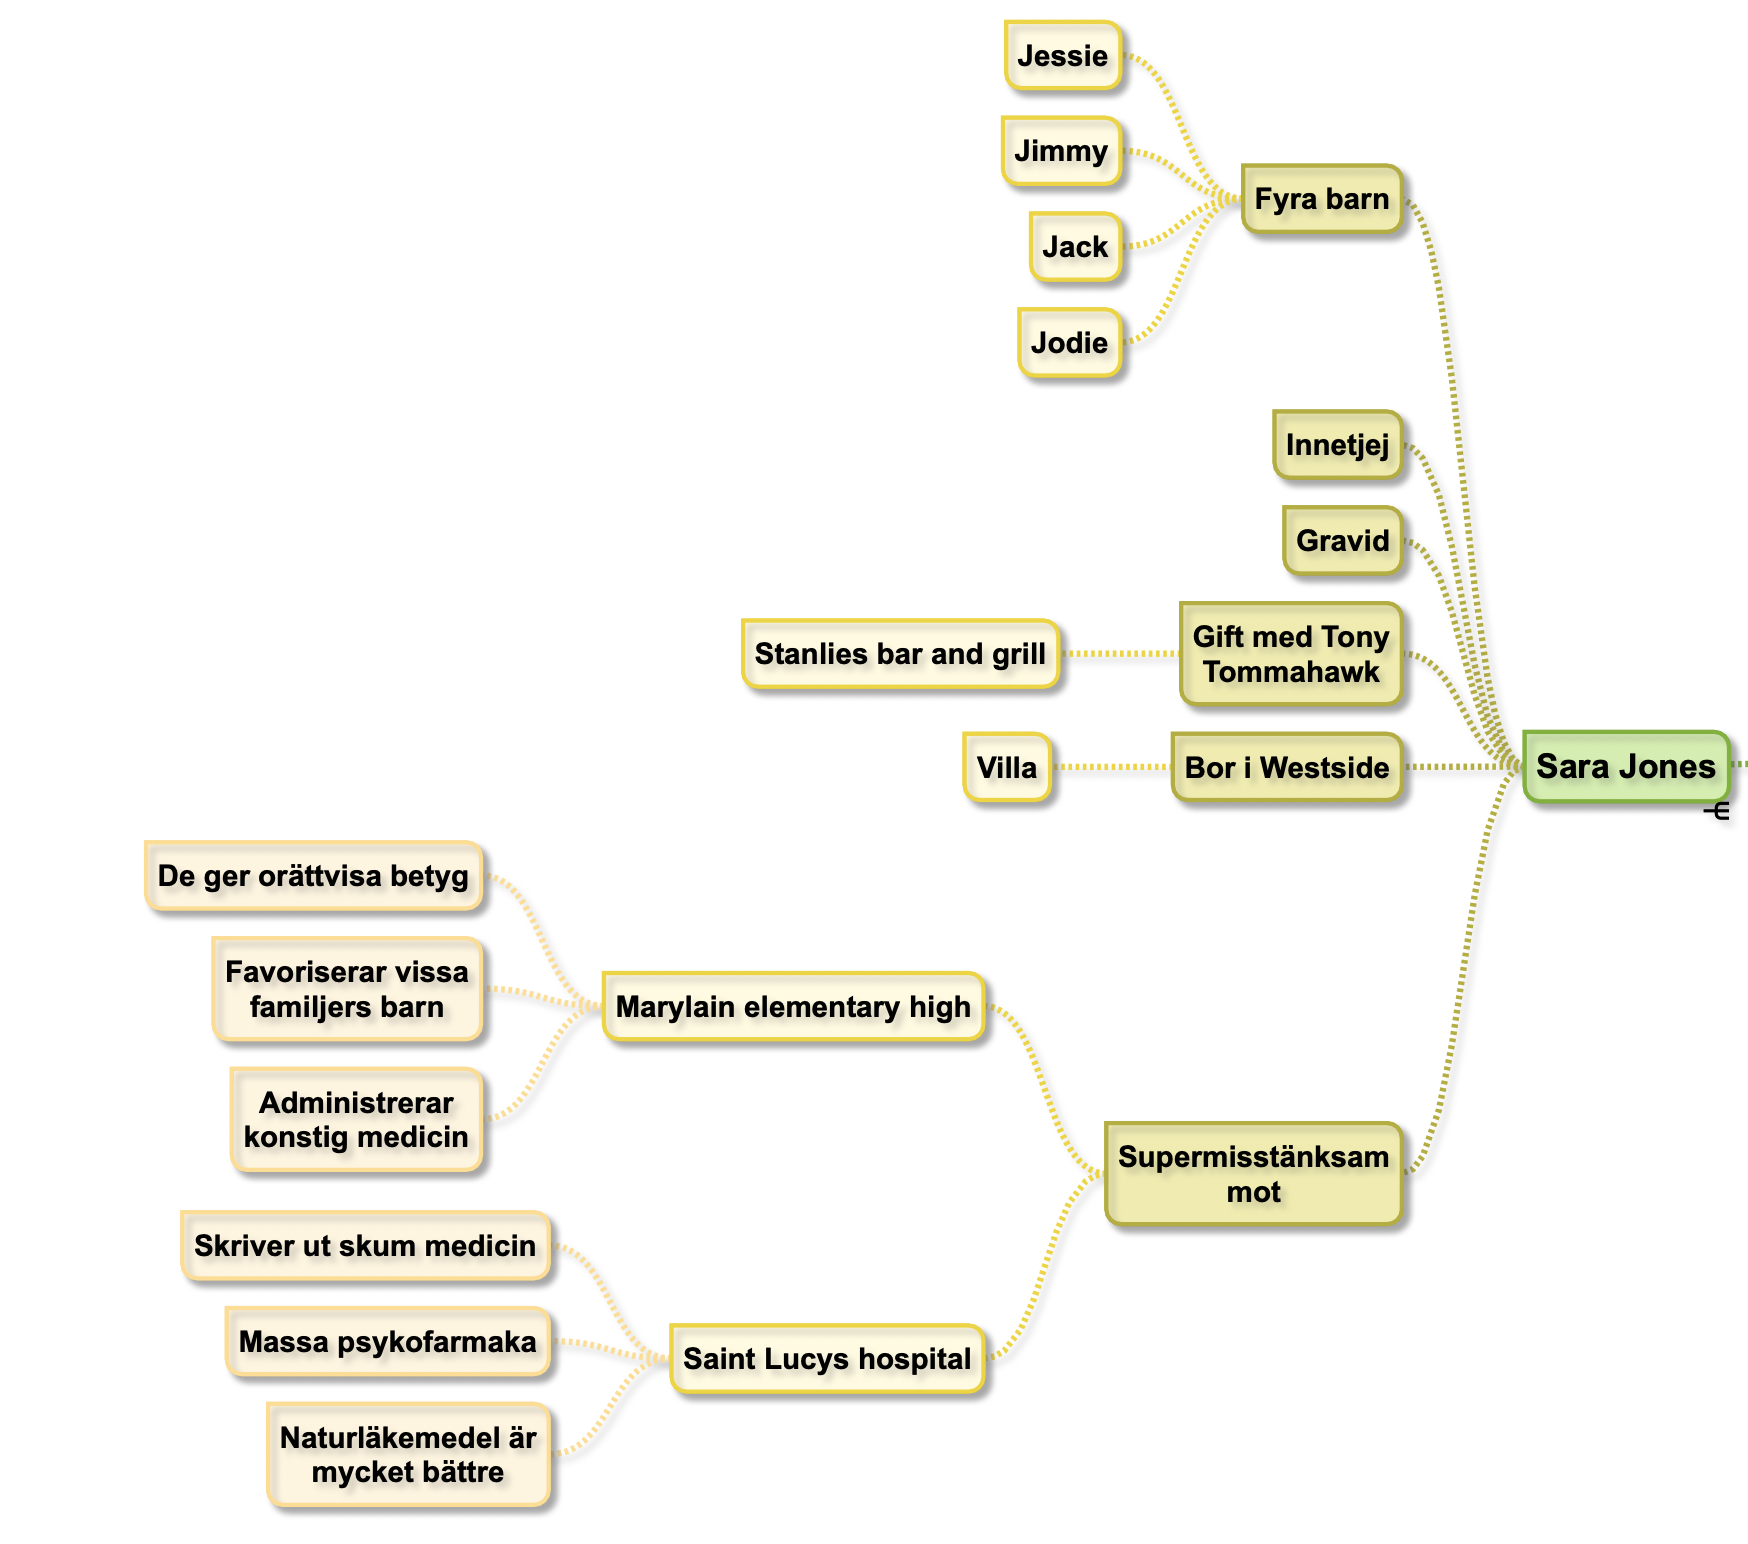 Jessie
Jimmy
Fyra barn
Jack
Jodie
Innetjej
Gravid
Gift med Tony
Tommahawk
Stanlies bar and grill
Villa
Bor i Westside
Sara Jones
De ger orättvisa betyg
Favoriserar vissa
familjers barn
Marylain elementary high
Administrerar
konstig medicin
Supermisstänksam
mot
Skriver ut skum medicin
Massa psykofarmaka
Saint Lucys hospital
Naturläkemedel är
mycket bättre